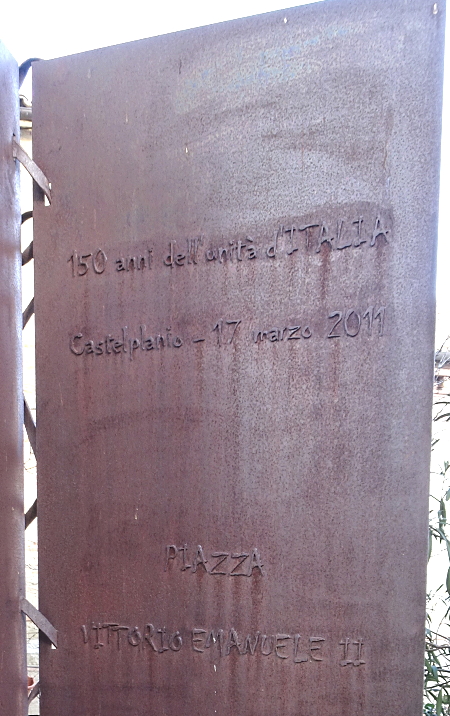 150 anni dell'unità d'ITALIA
Castelplanio - 17 marzo 2011
PIAZZA
VITTORIO EMANUELE II